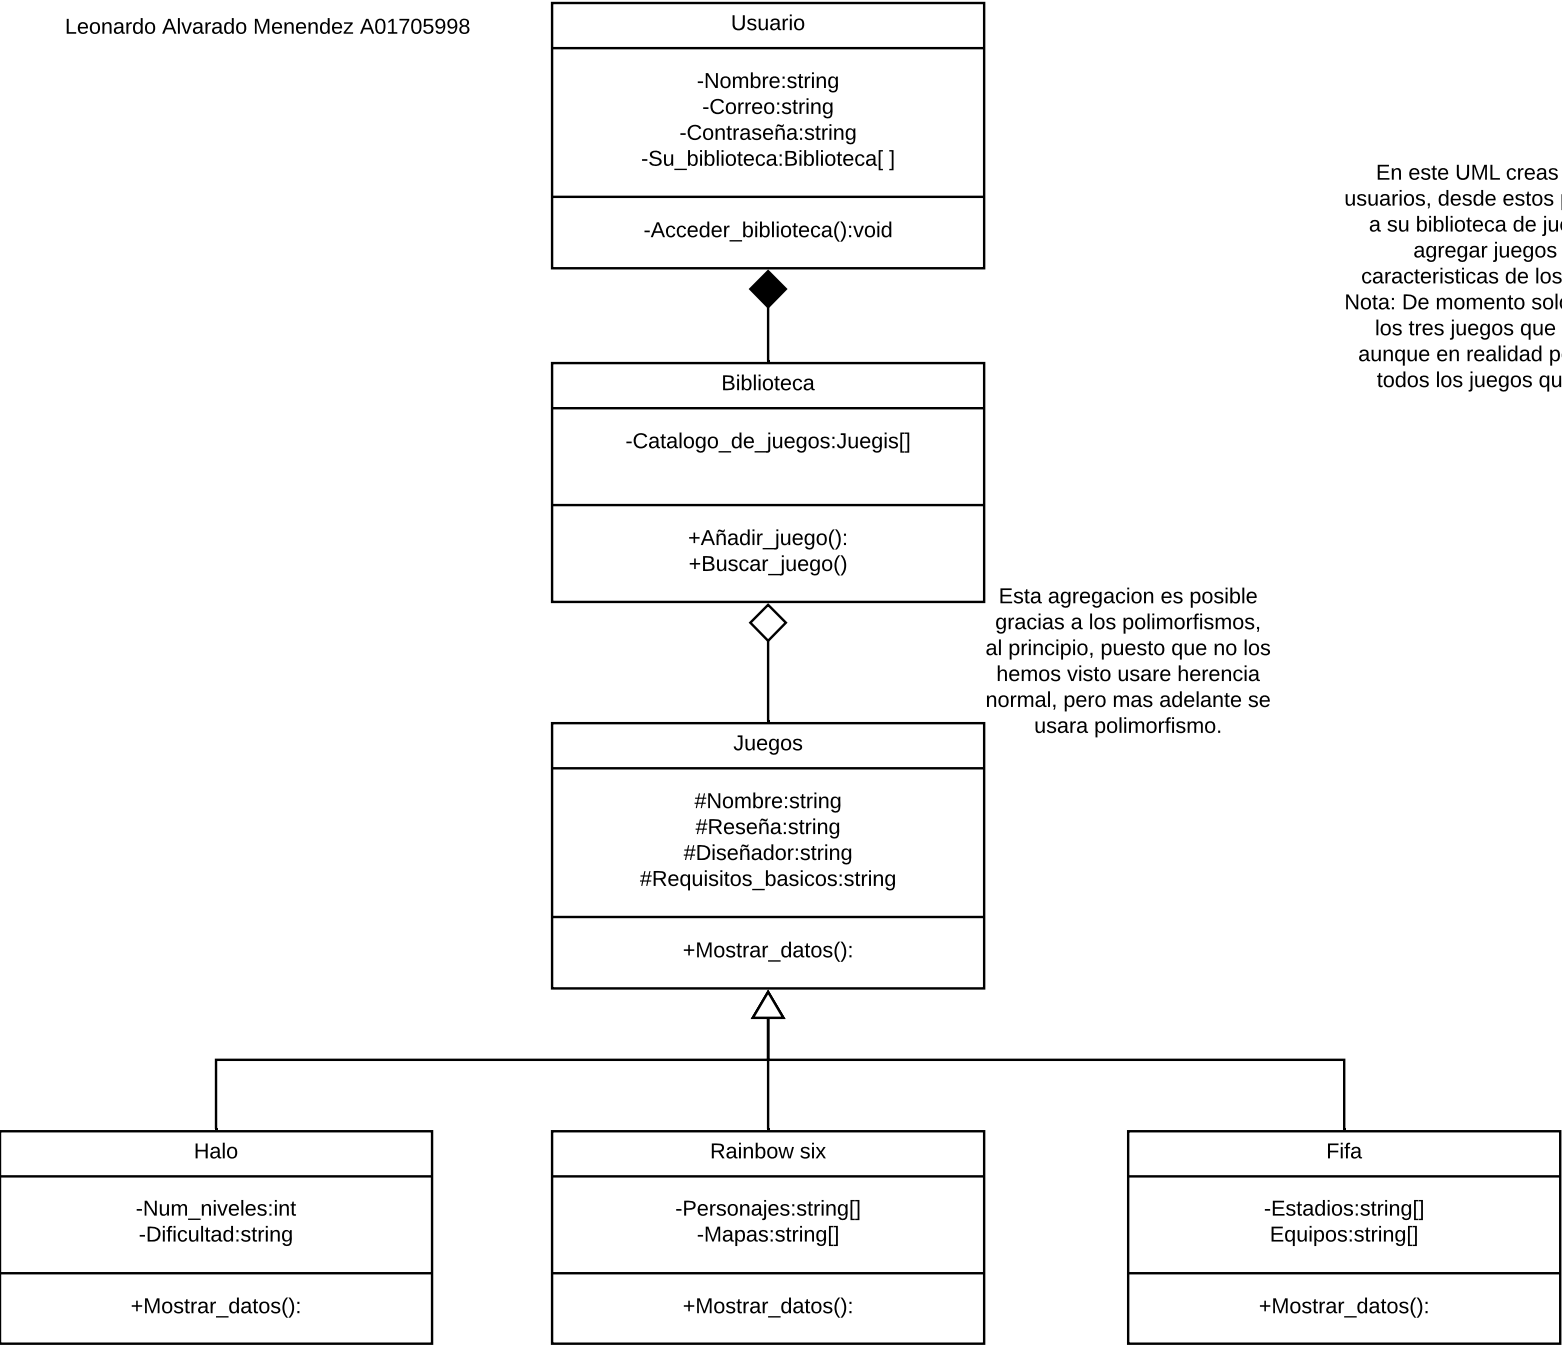 Leonardo Alvarado Menendez A01705998
Usuario
-Nombre:string
-Correo:string
-Contraseña:string
-Su_biblioteca:Biblioteca[ ]
-Acceder_biblioteca():void
En este UML creas
usuarios, desde estos
a su biblioteca de
agregar juegos
caracteristicas de los
Nota: De momento
los tres juegos que
aunque en realidad
todos los juegos
Biblioteca
-Catalogo_de_juegos:Juegis[]
+Añadir_juego():
+Buscar_juego()
Esta agregacion es posible
gracias a los polimorfismos,
al principio, puesto que no los
hemos visto usare herencia
normal, pero mas adelante se
usara polimorfismo.
Juegos
#Nombre:string
#Reseña:string
#Diseñador:string
#Requisitos_basicos:string
+Mostrar_datos():
Halo
-Num_niveles:int
-Dificultad:string
+Mostrar_datos():
Rainbow six
-Personajes:string[]
-Mapas:string[]
+Mostrar_datos():
Fifa
-Estadios:string[]
Equipos:string[]
+Mostrar_datos():